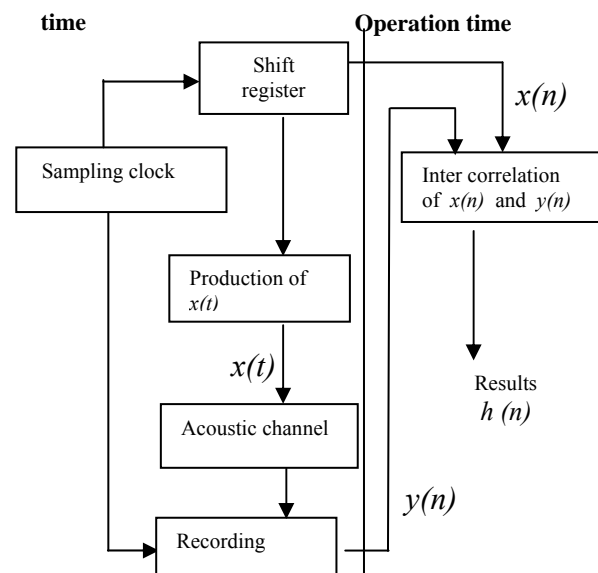 time
Operation time
Shift
register
x(n)
Sampling clock
Inter correlation
of x(n) and y(n)
Production of
x(t)
x(t)
Results
h (n)
Acoustic channel
y(n)
Recording